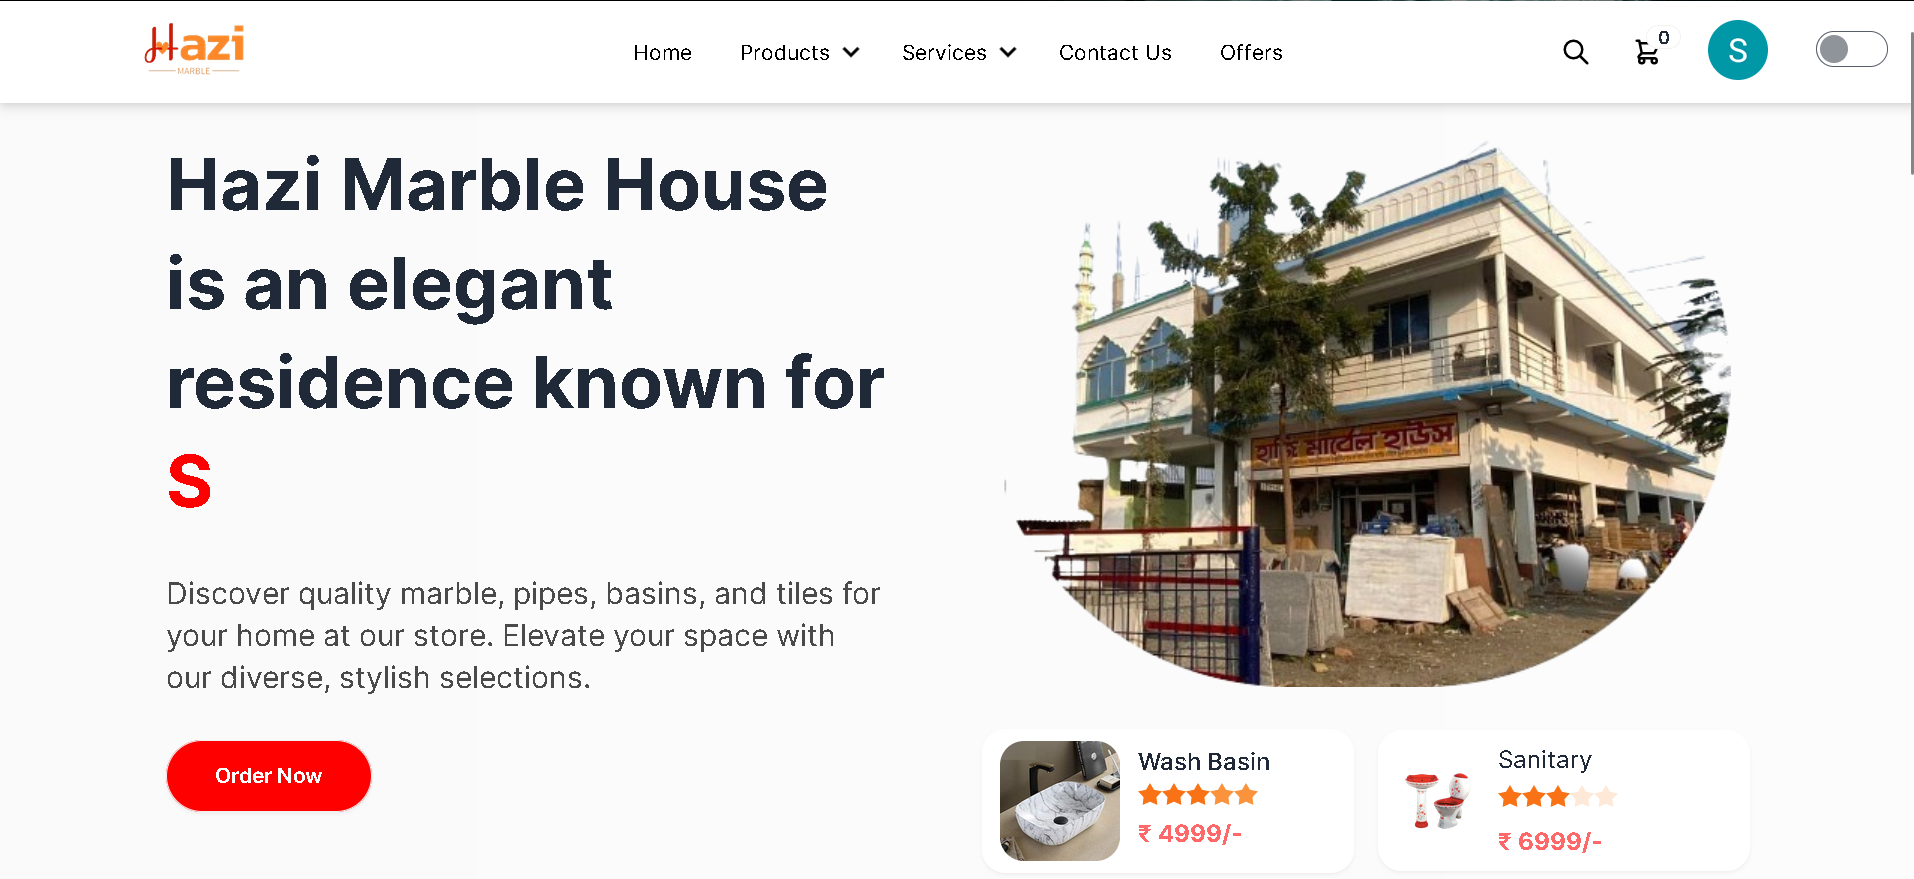 Hazi
MARBLE
Home
Products
Services
Contact Us
Offers
0
S
Hazi Marble House
is an elegant
residence known for
S
হাজি মার্বেল হাউস
Discover quality marble, pipes, basins, and tiles for
your home at our store. Elevate your space with
our diverse, stylish selections.
Order Now
Wash Basin
₹ 4999/-
Sanitary
₹ 6999/-